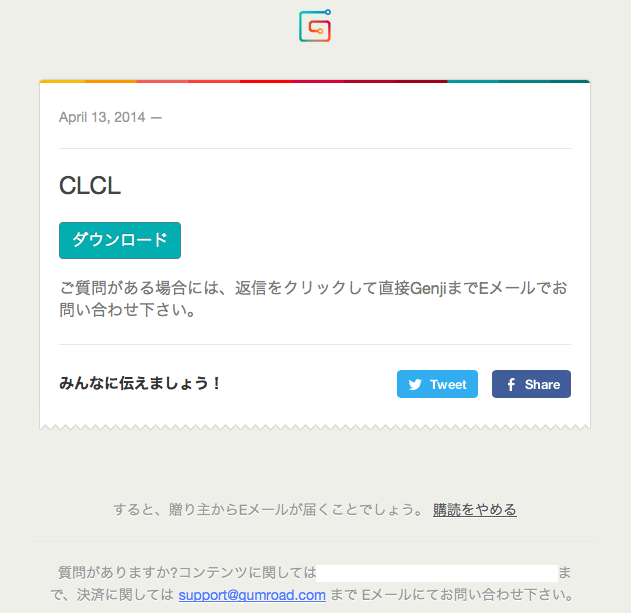 April 13, 2014 —
CLCL
ダウンロード
ご質問がある場合には、返信をクリックして直接GenjiまでEメールでお
問い合わせ下さい。
みんなに伝えましょう！
Tweet
Share
すると、贈り主からEメールが届くことでしょう。 購読をやめる
質問がありますか?コンテンツに関しては ま
で、決済に関しては support@gumroad.com まで Eメールにてお問い合わせ下さい。